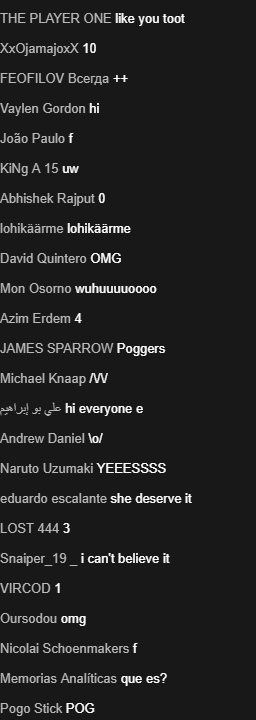 THE PLAYER ONE like you toot
XxOjamajoxX 10
FEOFILOV Всегда ++
Vaylen Gordon hi
João Paulo f
KiNg A 15 uw
Abhishek Rajput 0
lohikäärme lohikäärme
David Quintero OMG
Mon Osorno wuhuuuuoooo
Azim Erdem 4
JAMES SPARROW Poggers
Michael Knaap /\/\/
علي بو إبراهيم hi everyone e
Andrew Daniel \o/
Naruto Uzumaki YEEESSSS
eduardo escalante she deserve it
LOST 444 3
Snaiper_19 _ i can't believe it
VIRCOD 1
Oursodou omg
Nicolai Schoenmakers f
Memorias Analíticas que es?
Pogo Stick POG